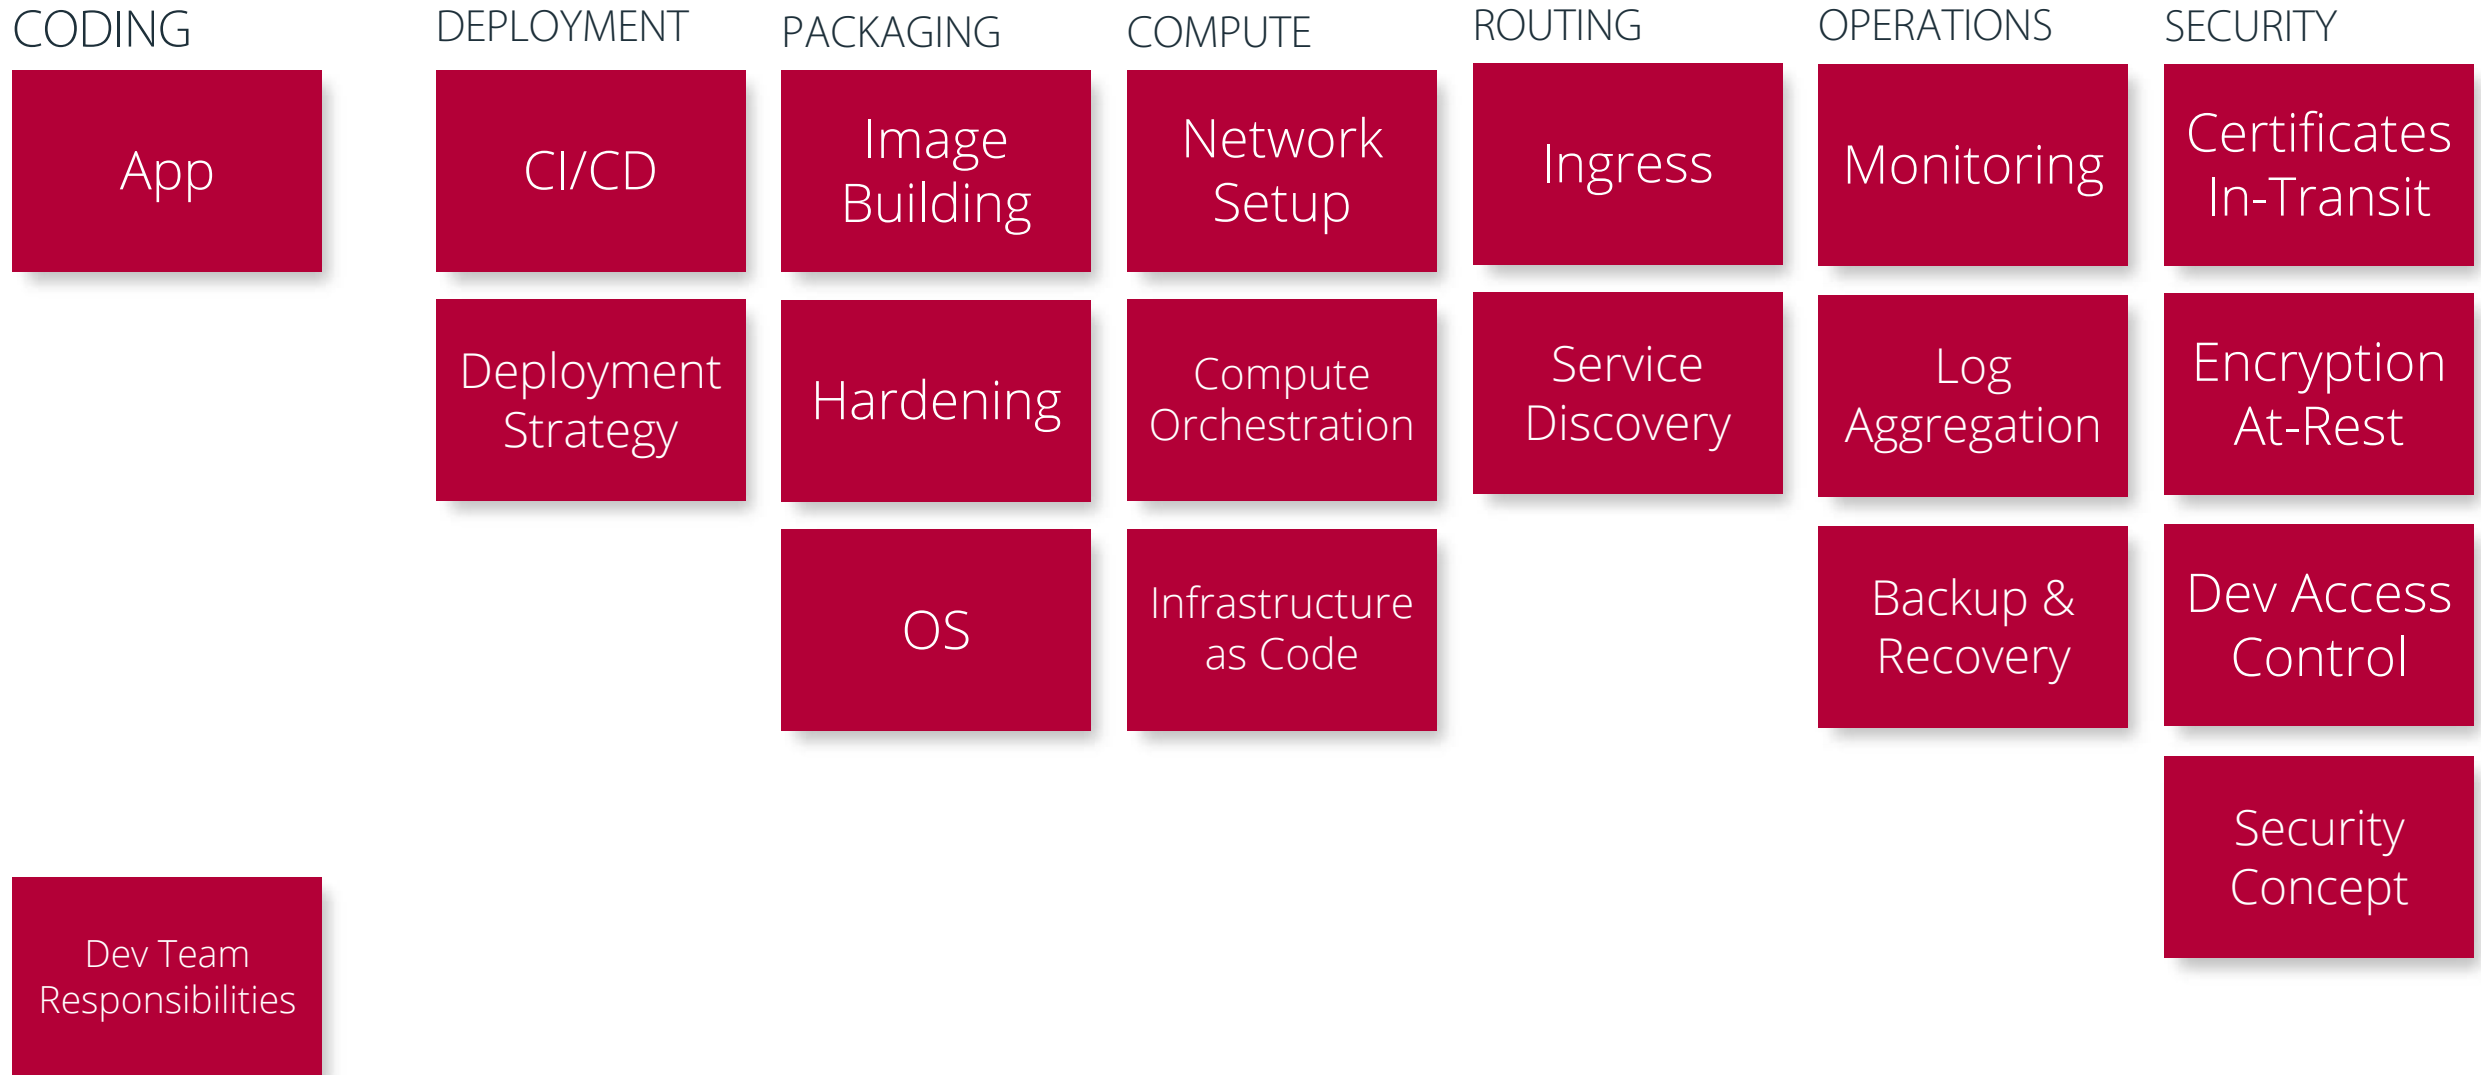 CODING
App
DEPLOYMENT
CI/CD
Deployment
Strategy
PACKAGING
Image
Building
Hardening
OS
COMPUTE
Network
Setup
Compute
Orchestration
Infrastructure
as Code
ROUTING
Ingress
Service
Discovery
OPERATIONS
Monitoring
Log
Aggregation
Backup &
Recovery
SECURITY
Certificates
In-Transit
Encryption
At-Rest
Dev Access
Control
Security
Concept
Dev Team
Responsibilities